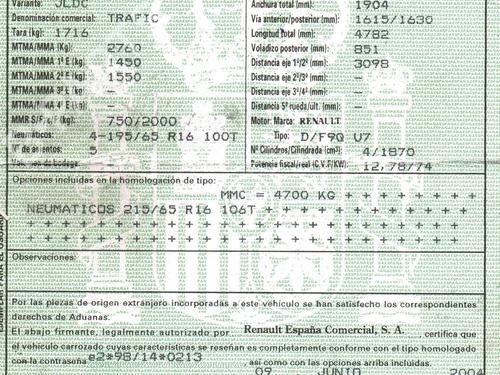 Variante: JLDC
Denominación comercial: TRAFIC
Tara (kg): 1716
MTMA/MMA (Kg): 2760
MTMA/MMA 1º E (Kg): 1450
MTMA/MMA 2º E (Kg): 1550
MTMA/MMA 3º E (Kg): —
MTMA/MMA 4º E (Kg): —
MMR S/F, c/F (kg): 750/2000
Neumáticos: 4-195/65 R16 100T
Nº de asientos: 5
Anchura total (mm): 1904
Vía anterior/posterior (mm): 1615/1630
Longitud total (mm): 4782
Voladizo posterior (mm): 851
Distancia eje 1º/2º (mm): 3098
Distancia eje 2º/3º (mm): —
Distancia eje 3º/4º (mm): —
Distancia 5ª rueda/últ. (mm): —
Motor: Marca: RENAULT
Tipo: D/F9Q U7
Nº Cilindros/Cilindrada (cm³): 4/1870
Potencia fiscal/real (C.V.F/KW): 12,78/74
Opciones incluidas en la homologación de tipo:
MMC = 4700 KG + + + + + + + +
NEUMATICOS 215/65 R16 106T + + + + + + + + + + + +
Observaciones:
Por las piezas de origen extranjero incorporadas a este vehículo se han satisfecho los correspondientes
derechos de Aduanas.
El abajo firmante, legalmente autorizado por Renault España Comercial, S. A. , certifica que
el vehículo carrozado cuyas características se reseñan es completamente conforme con el tipo homologado
con la contraseña e2*98/14*0213 , así como con las opciones arriba incluidas.
09 JUNIO 2004